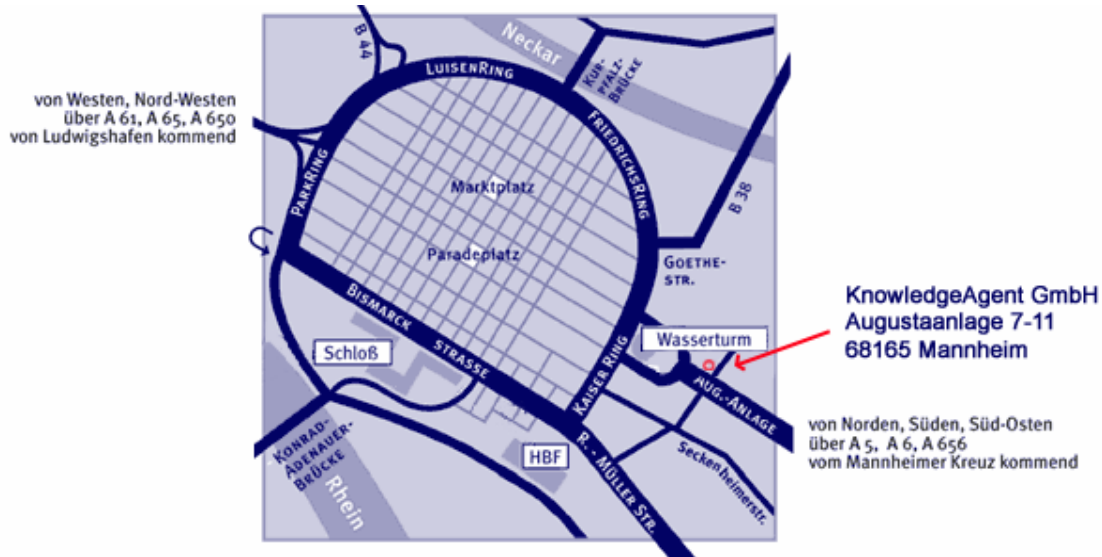 B 44
Neckar
LUISENRING
KUR-
PFALZ-
BRÜCKE
von Westen, Nord-Westen
über A 61, A 65, A 650
von Ludwigshafen kommend
FRIEDRICHSRING
PARKRING
Marktplatz
B 38
Paradeplatz
GOETHE-
STR.
BISMARCK
STRASSE
KnowledgeAgent GmbH
Augustaanlage 7-11
68165 Mannheim
Wasserturm
Schloß
KAISER RING
AUG.-ANLAGE
von Norden, Süden, Süd-Osten
über A 5, A 6, A 656
vom Mannheimer Kreuz kommend
KONRAD-
ADENAUER-
BRÜCKE
HBF
R. - MÜLLER STR.
Seckenheimerstr.
Rhein